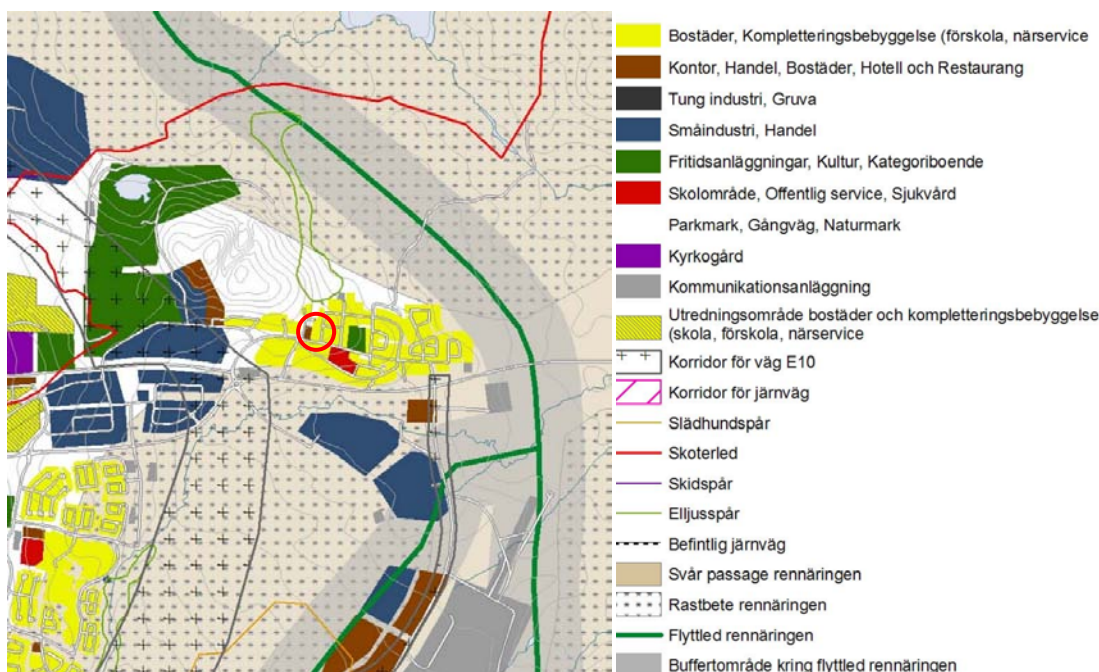 Bostäder, Kompletteringsbebyggelse (förskola, närservice
Kontor, Handel, Bostäder, Hotell och Restaurang
Tung industri, Gruva
Småindustri, Handel
Fritidsanläggningar, Kultur, Kategoriboende
Skolområde, Offentlig service, Sjukvård
Parkmark, Gångväg, Naturmark
Kyrkogård
Kommunikationsanläggning
Utredningsområde bostäder och kompletteringsbebyggelse
(skola, förskola, närservice
Korridor för väg E10
Korridor för järnväg
Slädhundspår
Skoterled
Skidspår
Elljusspår
Befintlig järnväg
Svår passage rennäringen
Rastbete rennäringen
Flyttled rennäringen
Buffertområde kring flyttled rennäringen